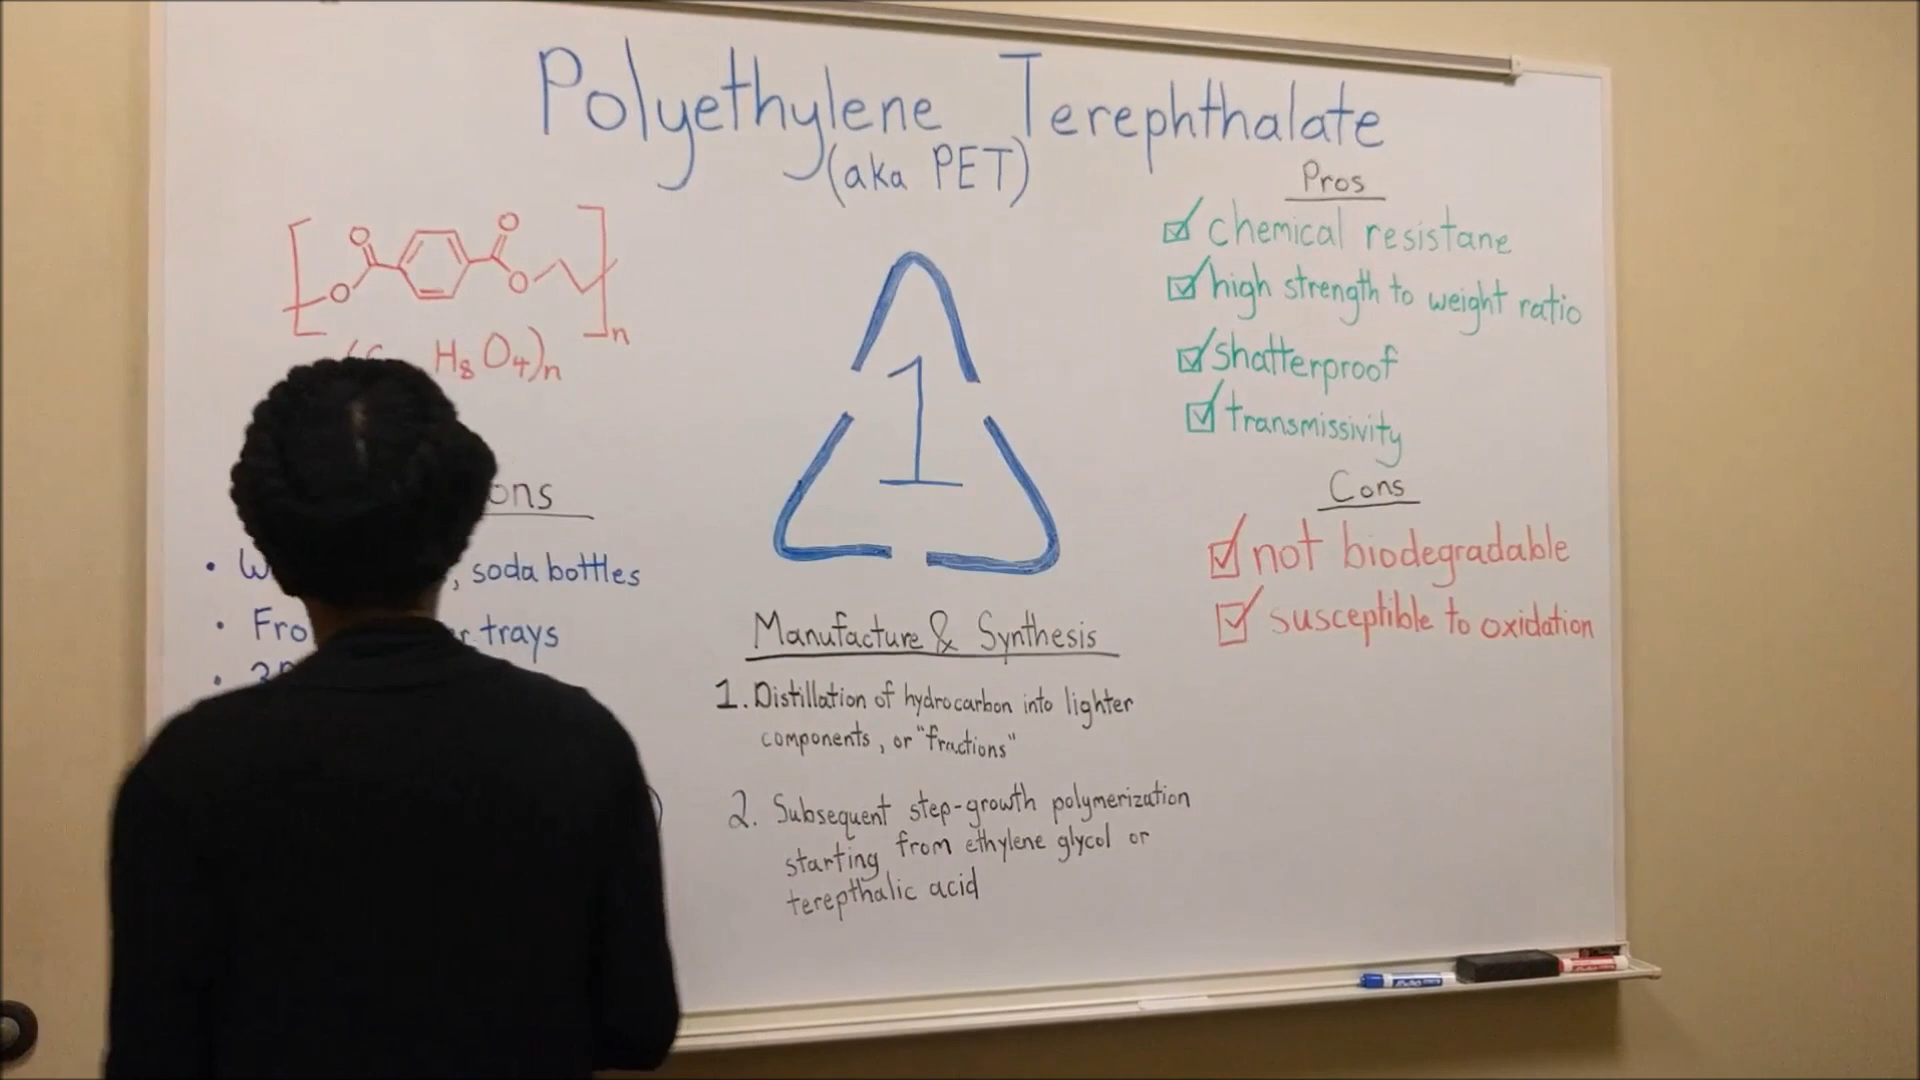 Polyethylene Terephthalate
(aka PET)
O O
O O n
H8 O4)n
ons
, soda bottles
trays
1
Manufacture & Synthesis
1. Distillation of hydrocarbon into lighter
components, or "fractions"
2. Subsequent step-growth polymerization
starting from ethylene glycol or
terepthalic acid
Pros
chemical resistane
high strength to weight ratio
shatterproof
transmissivity
Cons
not biodegradable
susceptible to oxidation